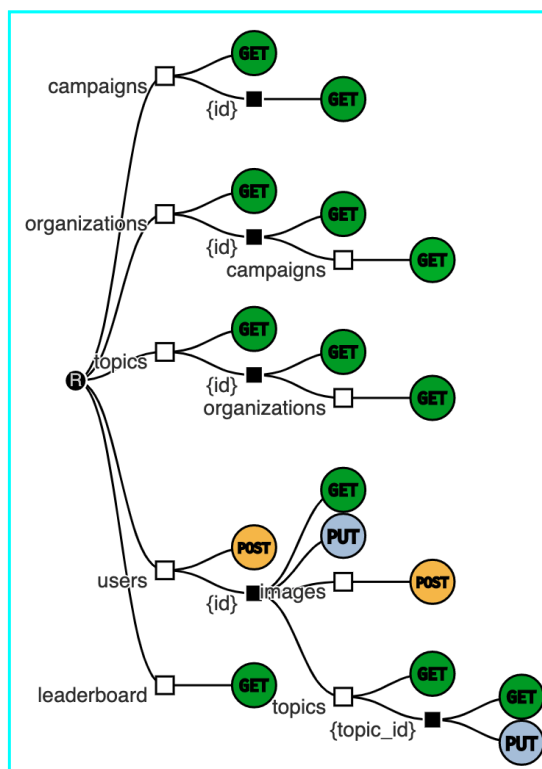 GET
campaigns
{id}
GET
GET
organizations
{id}
GET
campaigns
GET
GET
topics
{id}
GET
organizations
GET
R
GET
PUT
POST
users
{id}
images
POST
GET
leaderboard
GET
topics
{topic_id}
GET
PUT